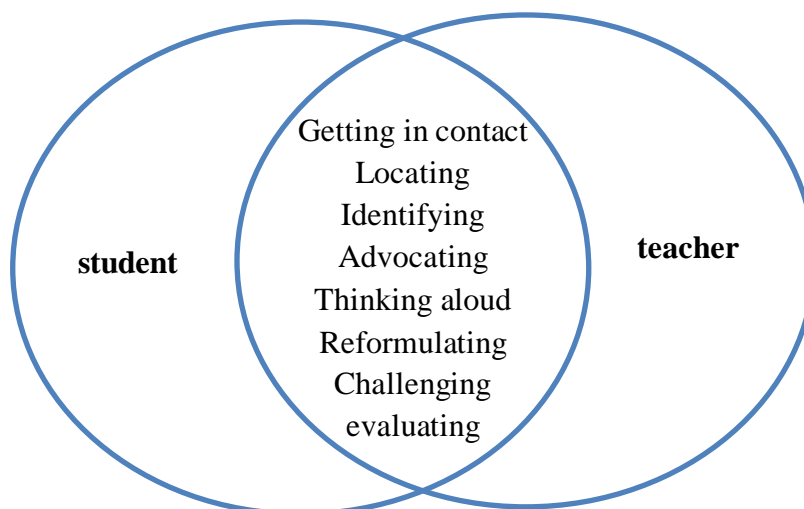 Getting in contact
Locating
Identifying
Advocating
Thinking aloud
Reformulating
Challenging
evaluating
student
teacher